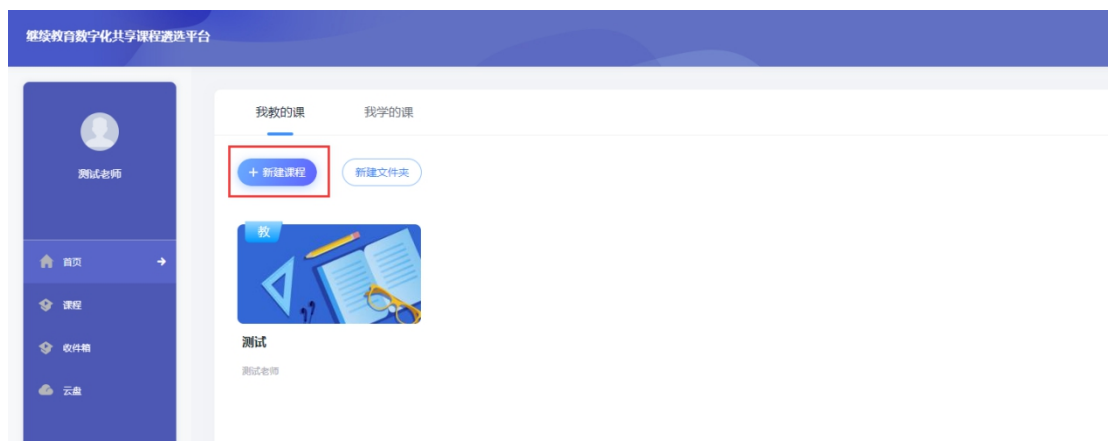 继续教育数字化共享课程遴选平台
测试老师
首页
课程
收件箱
云盘
我教的课 我学的课
+ 新建课程 新建文件夹
教
测试
测试老师